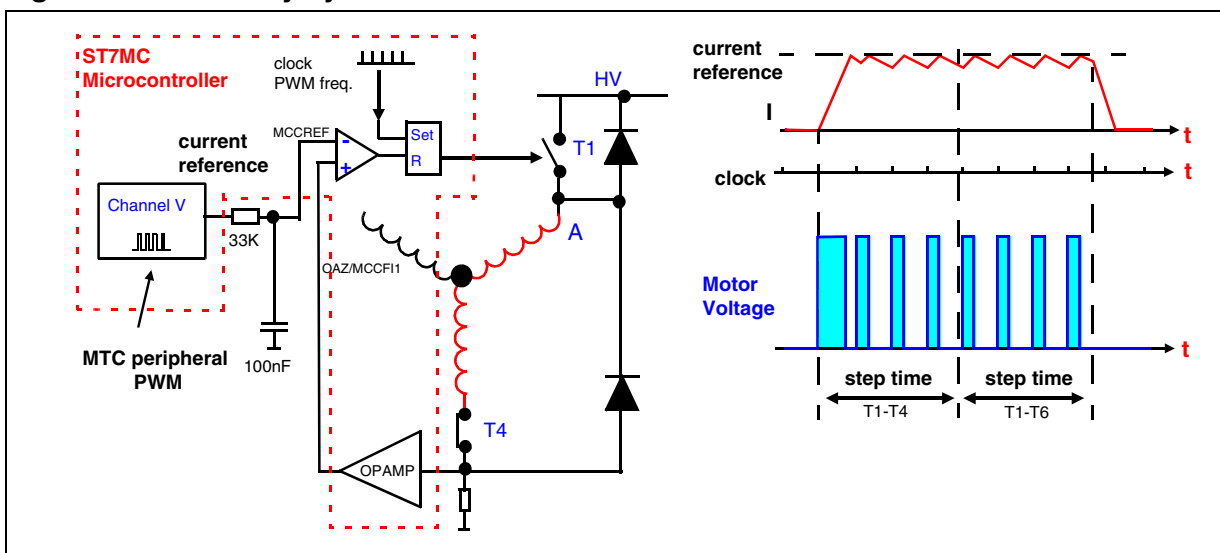 ST7MC
Microcontroller
clock
PWM freq.
HV
MCCREF
current
reference
-
+
Set
R
T1
Channel V
33K
A
OAZ/MCCFI1
100nF
MTC peripheral
PWM
T4
OPAMP
current
reference
I
t
clock
t
Motor
Voltage
t
step time
step time
T1-T4
T1-T6